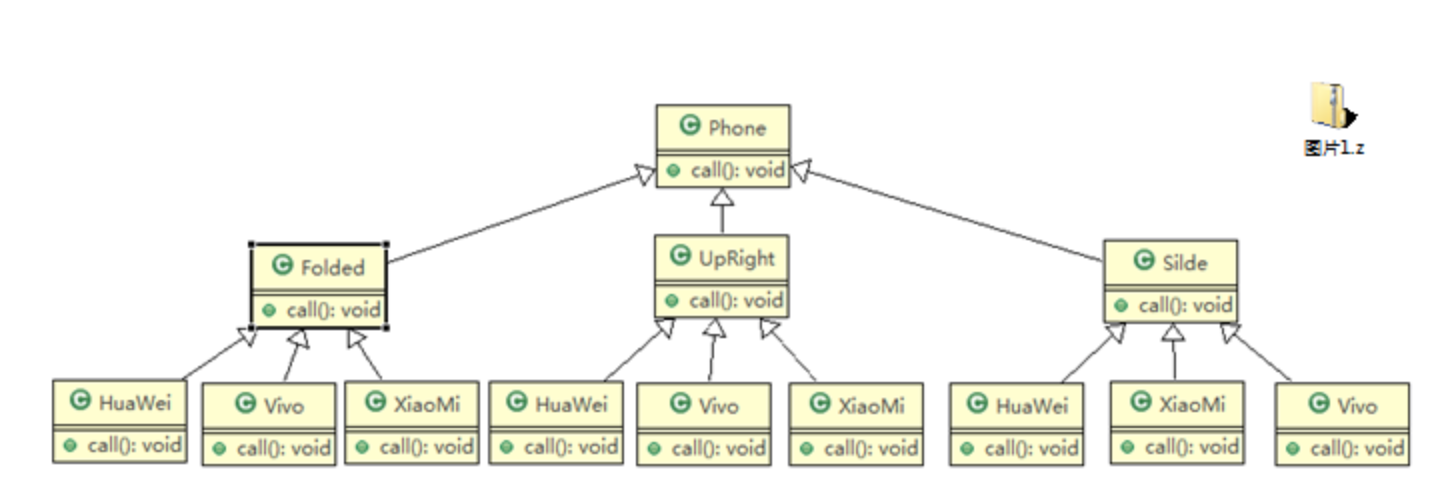 Phone
call(): void
图片1.z
Folded
call(): void
UpRight
call(): void
Silde
call(): void
HuaWei
call(): void
Vivo
call(): void
XiaoMi
call(): void
HuaWei
call(): void
Vivo
call(): void
XiaoMi
call(): void
HuaWei
call(): void
XiaoMi
call(): void
Vivo
call(): void